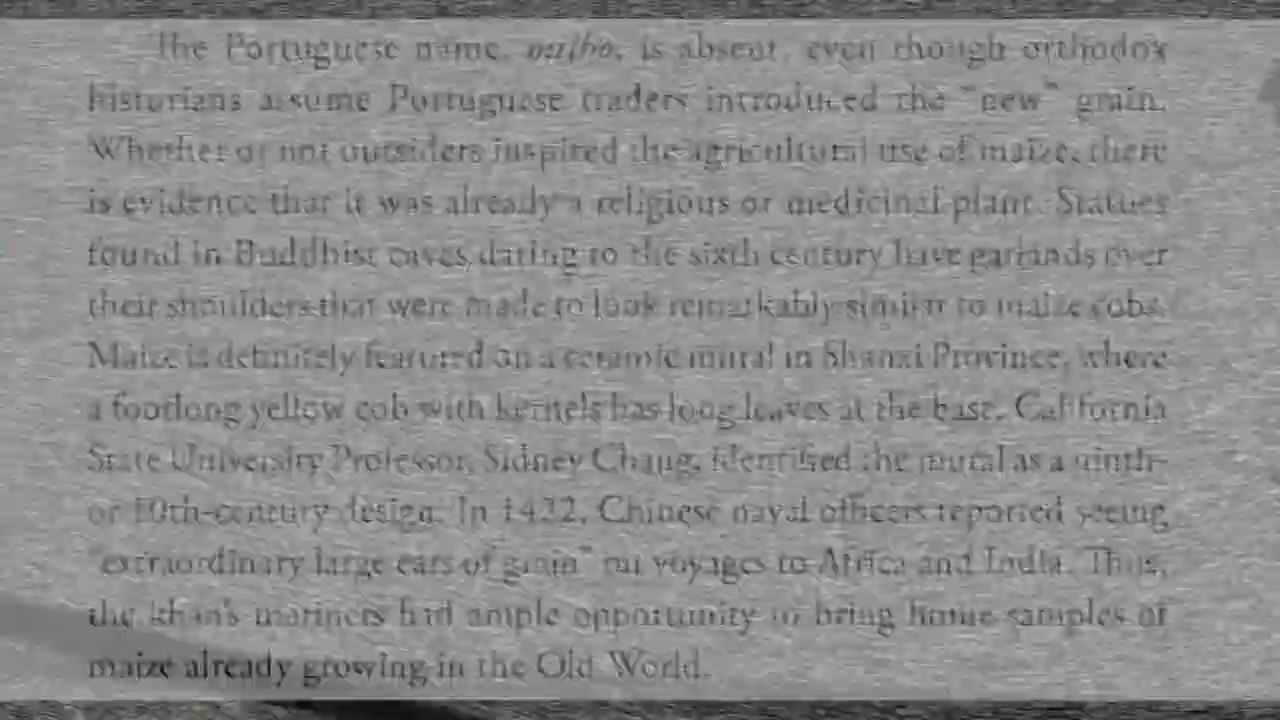 The Portuguese name, milho, is absent, even though orthodox
historians assume Portuguese traders introduced the "new" grain.
Whether or not outsiders inspired the agricultural use of maize, there
is evidence that it was already a religious or medicinal plant. Statues
found in Buddhist caves dating to the sixth century have garlands over
their shoulders that were made to look remarkably similar to maize cobs.
Maize is definitely featured on a ceramic mural in Shanxi Province, where
a footlong yellow cob with kernels has long leaves at the base. California
State University Professor, Sidney Chang, identified the mural as a ninth-
or 10th-century design. In 1432, Chinese naval officers reported seeing
"extraordinary large ears of grain" on voyages to Africa and India. Thus,
the khan's mariners had ample opportunity to bring home samples of
maize already growing in the Old World.